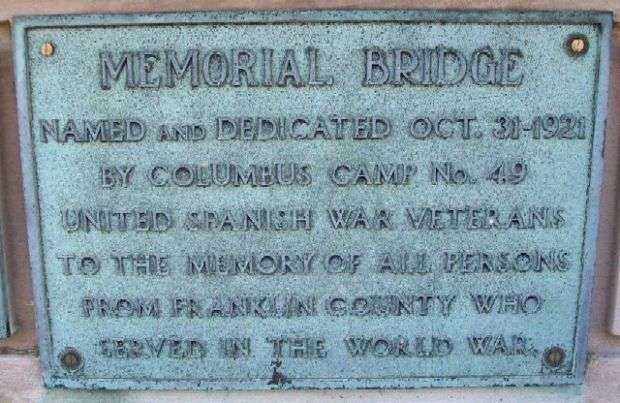 MEMORIAL BRIDGE
NAMED AND DEDICATED OCT. 31-1921
BY COLUMBUS CAMP No. 49
UNITED SPANISH WAR VETERANS
TO THE MEMORY OF ALL PERSONS
FROM FRANKLIN COUNTY WHO
SERVED IN THE WORLD WAR.